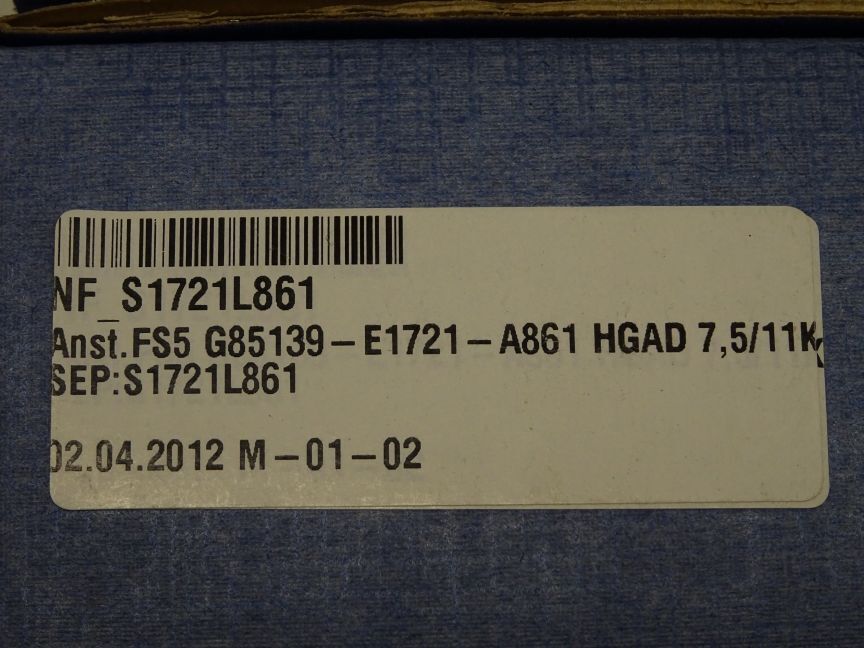 NF_S1721L861
Anst.FS5 G85139-E1721-A861 HGAD 7,5/11K
SEP:S1721L861
02.04.2012 M-01-02